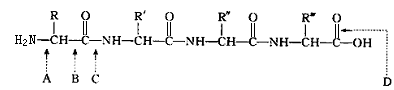 R O R' O R" O R"' O
H₂N—CH—C—NH—CH—C—NH—CH—C—NH—CH—C—OH
A B C D